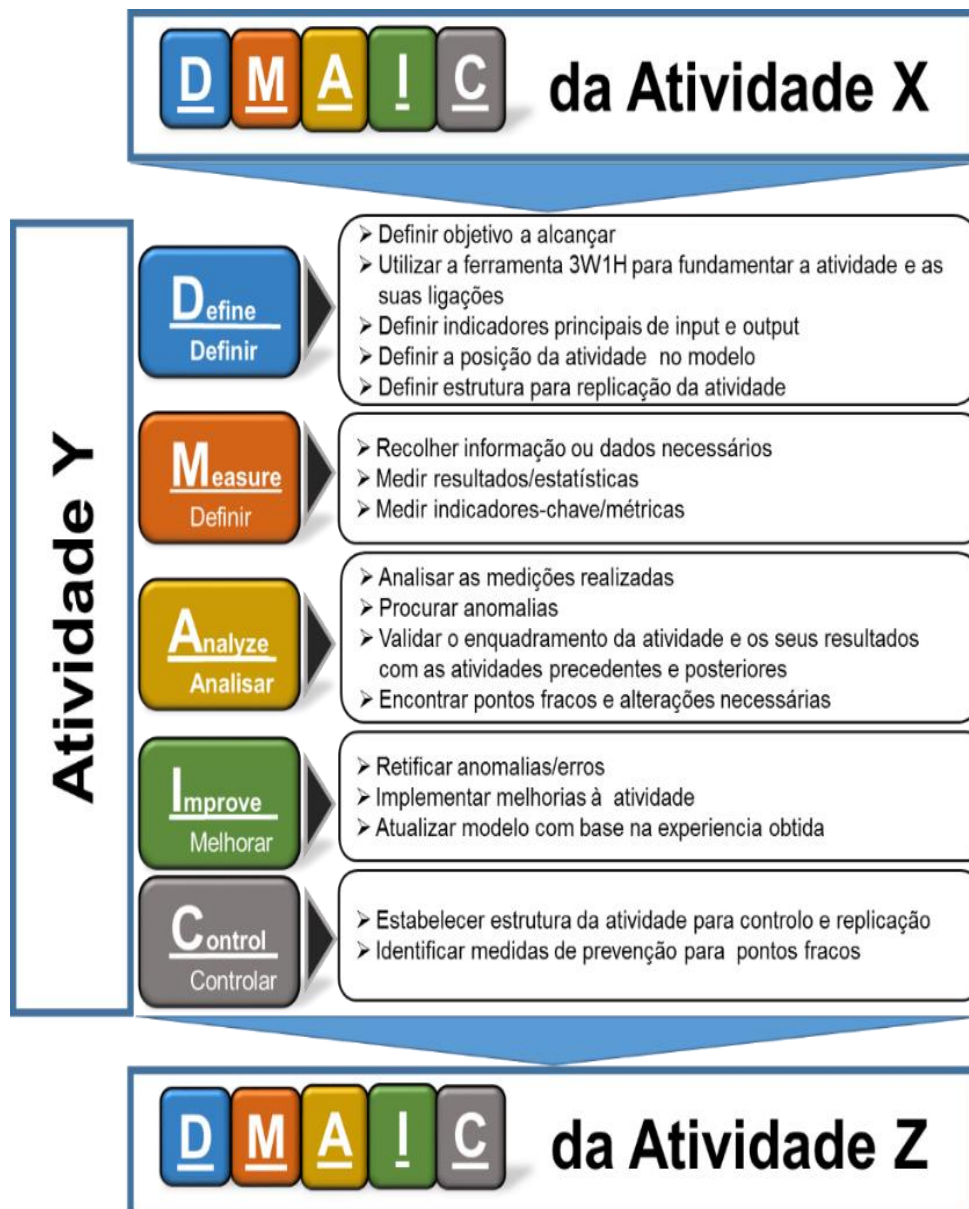 D M A I C da Atividade X
Atividade Y
Define
Definir
➢ Definir objetivo a alcançar
➢ Utilizar a ferramenta 3W1H para fundamentar a atividade e as
suas ligações
➢ Definir indicadores principais de input e output
➢ Definir a posição da atividade no modelo
➢ Definir estrutura para replicação da atividade
Measure
Definir
➢ Recolher informação ou dados necessários
➢ Medir resultados/estatísticas
➢ Medir indicadores-chave/métricas
Analyze
Analisar
➢ Analisar as medições realizadas
➢ Procurar anomalias
➢ Validar o enquadramento da atividade e os seus resultados
com as atividades precedentes e posteriores
➢ Encontrar pontos fracos e alterações necessárias
Improve
Melhorar
➢ Retificar anomalias/erros
➢ Implementar melhorias à atividade
➢ Atualizar modelo com base na experiencia obtida
Control
Controlar
➢ Estabelecer estrutura da atividade para controlo e replicação
➢ Identificar medidas de prevenção para pontos fracos
D M A I C da Atividade Z